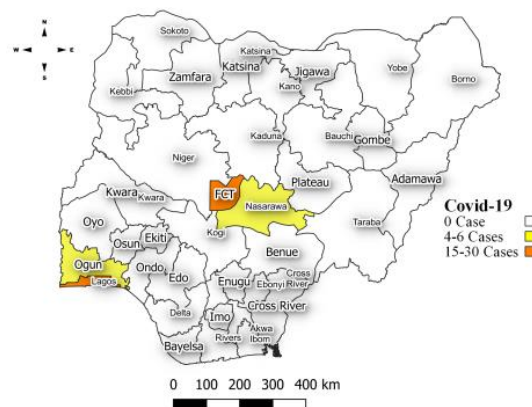 N
W E
S
Sokoto
Katsina
Katsina
Zamfara
Jigawa
Kano
Yobe
Borno
Kebbi
Kaduna
Bauchi
Gombe
Niger
Adamawa
FCT
Plateau
Nasarawa
Kwara
Kwara
Taraba
Oyo
Kogi
Ekiti
Osun
Benue
Ogun
Ondo
Edo
Lagos
Enugu
Ebonyi
Cross
River
Cross River
Delta
Imo
Akwa
Ibom
Rivers
Bayelsa
Covid-19
0 Case
4-6 Cases
15-30 Cases
0 100 200 300 400 km